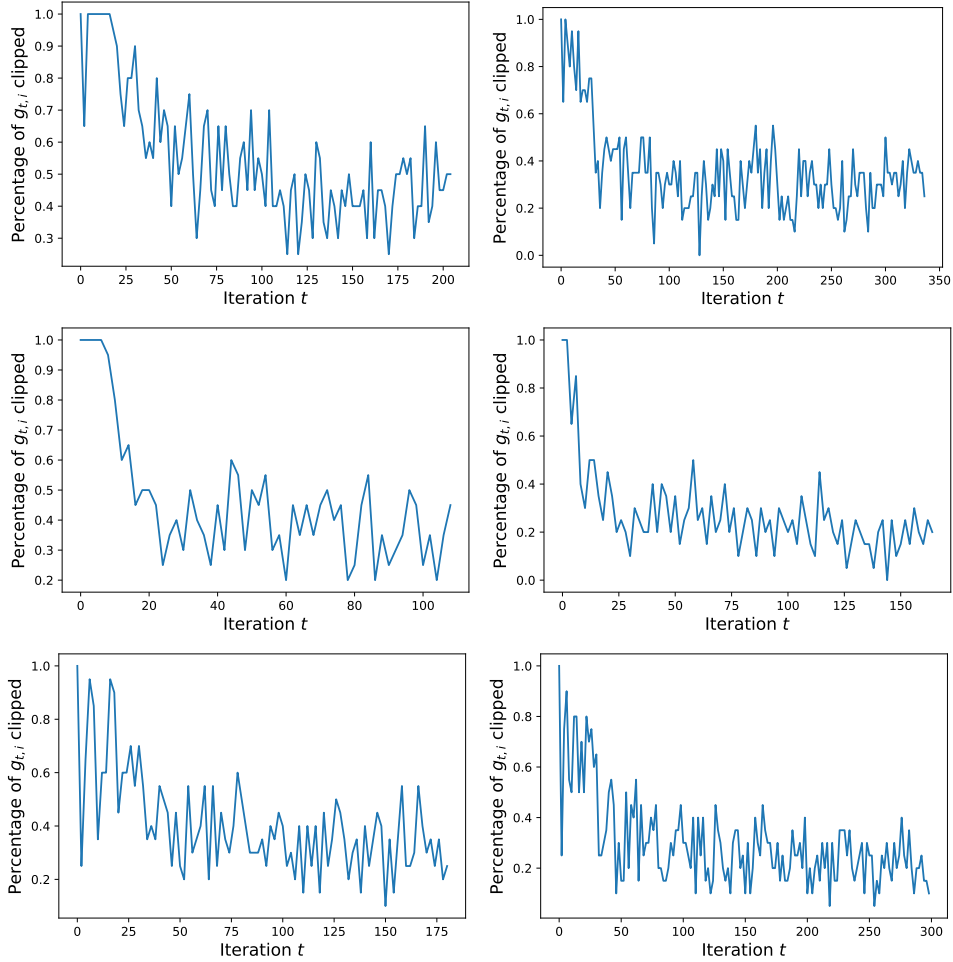 Percentage of g_{t,i} clipped
1.0
0.9
0.8
0.7
0.6
0.5
0.4
0.3
0 25 50 75 100 125 150 175 200
Iteration t
Percentage of g_{t,i} clipped
1.0
0.8
0.6
0.4
0.2
0.0
0 50 100 150 200 250 300 350
Iteration t
Percentage of g_{t,i} clipped
1.0
0.9
0.8
0.7
0.6
0.5
0.4
0.3
0.2
0 20 40 60 80 100
Iteration t
Percentage of g_{t,i} clipped
1.0
0.8
0.6
0.4
0.2
0.0
0 25 50 75 100 125 150
Iteration t
Percentage of g_{t,i} clipped
1.0
0.8
0.6
0.4
0.2
0 25 50 75 100 125 150 175
Iteration t
Percentage of g_{t,i} clipped
1.0
0.8
0.6
0.4
0.2
0 50 100 150 200 250 300
Iteration t